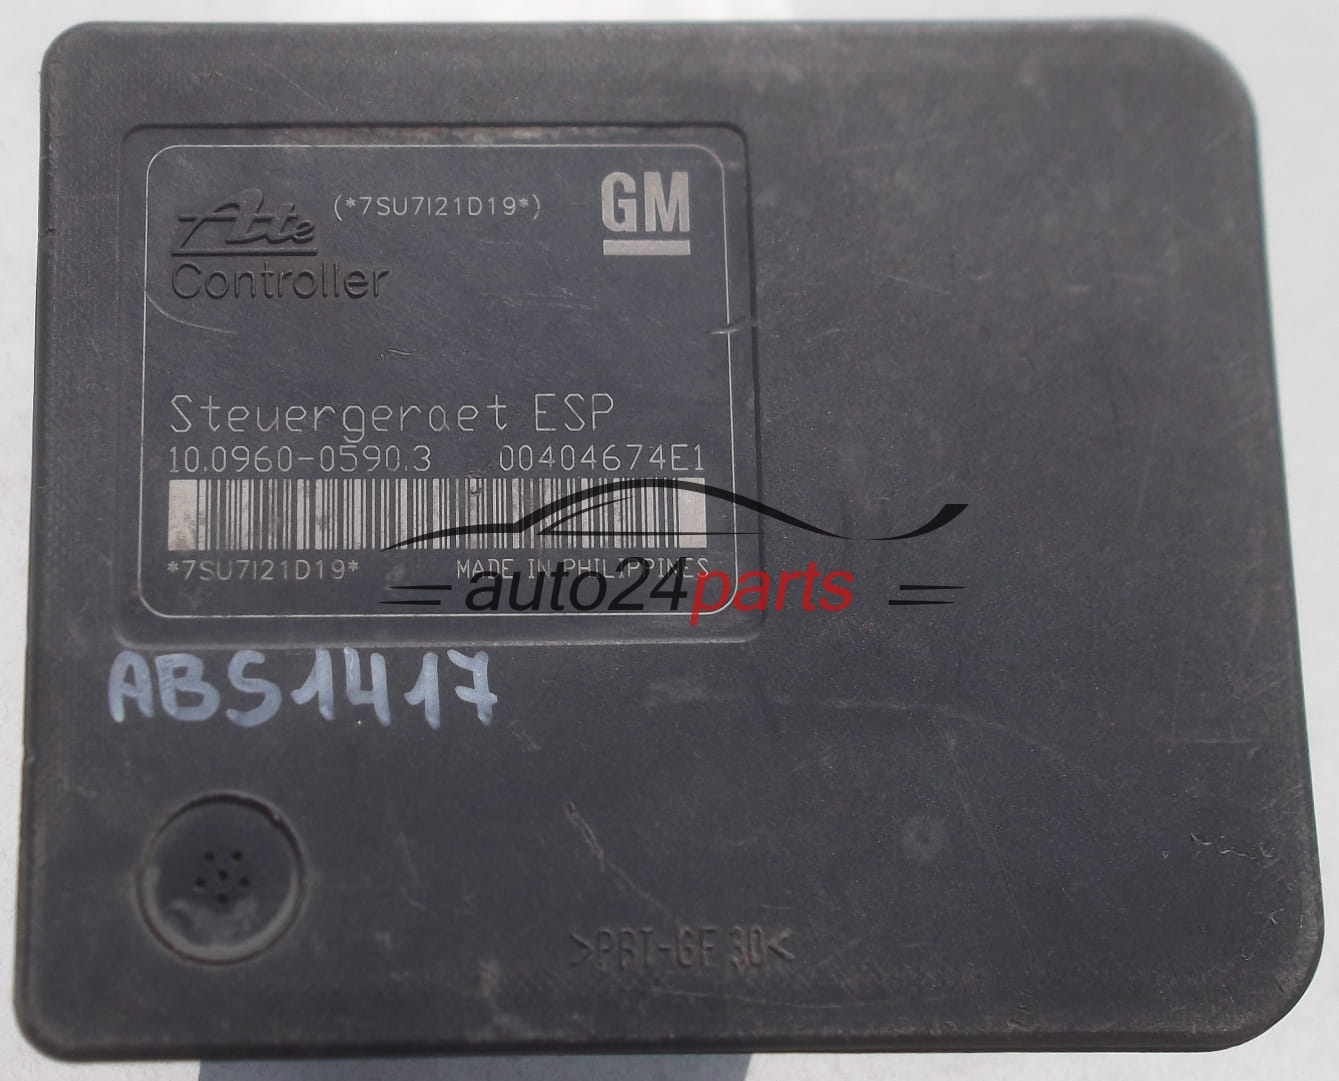 Ate (*7SU7I21D19*) GM
Controller
Steuergeraet ESP
10.0960-0590.3 00404674E1
*7SU7I21D19* MADE IN PHILIPPINES
auto24parts
ABS1417
>PBT-GF 30<